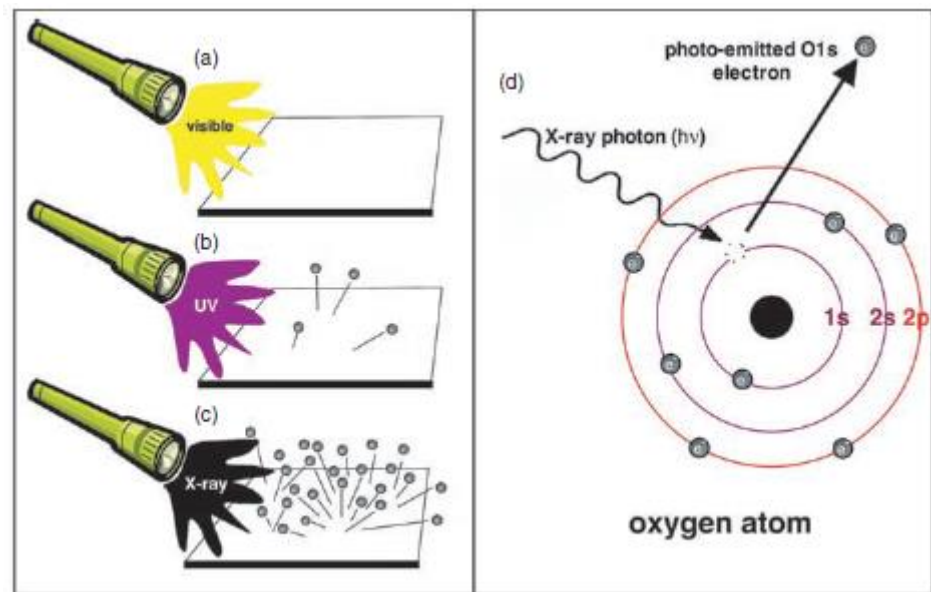 (a)
visible
(b)
UV
(c)
X-ray
photo-emitted O1s
electron
(d)
X-ray photon (hν)
1s 2s 2p
oxygen atom